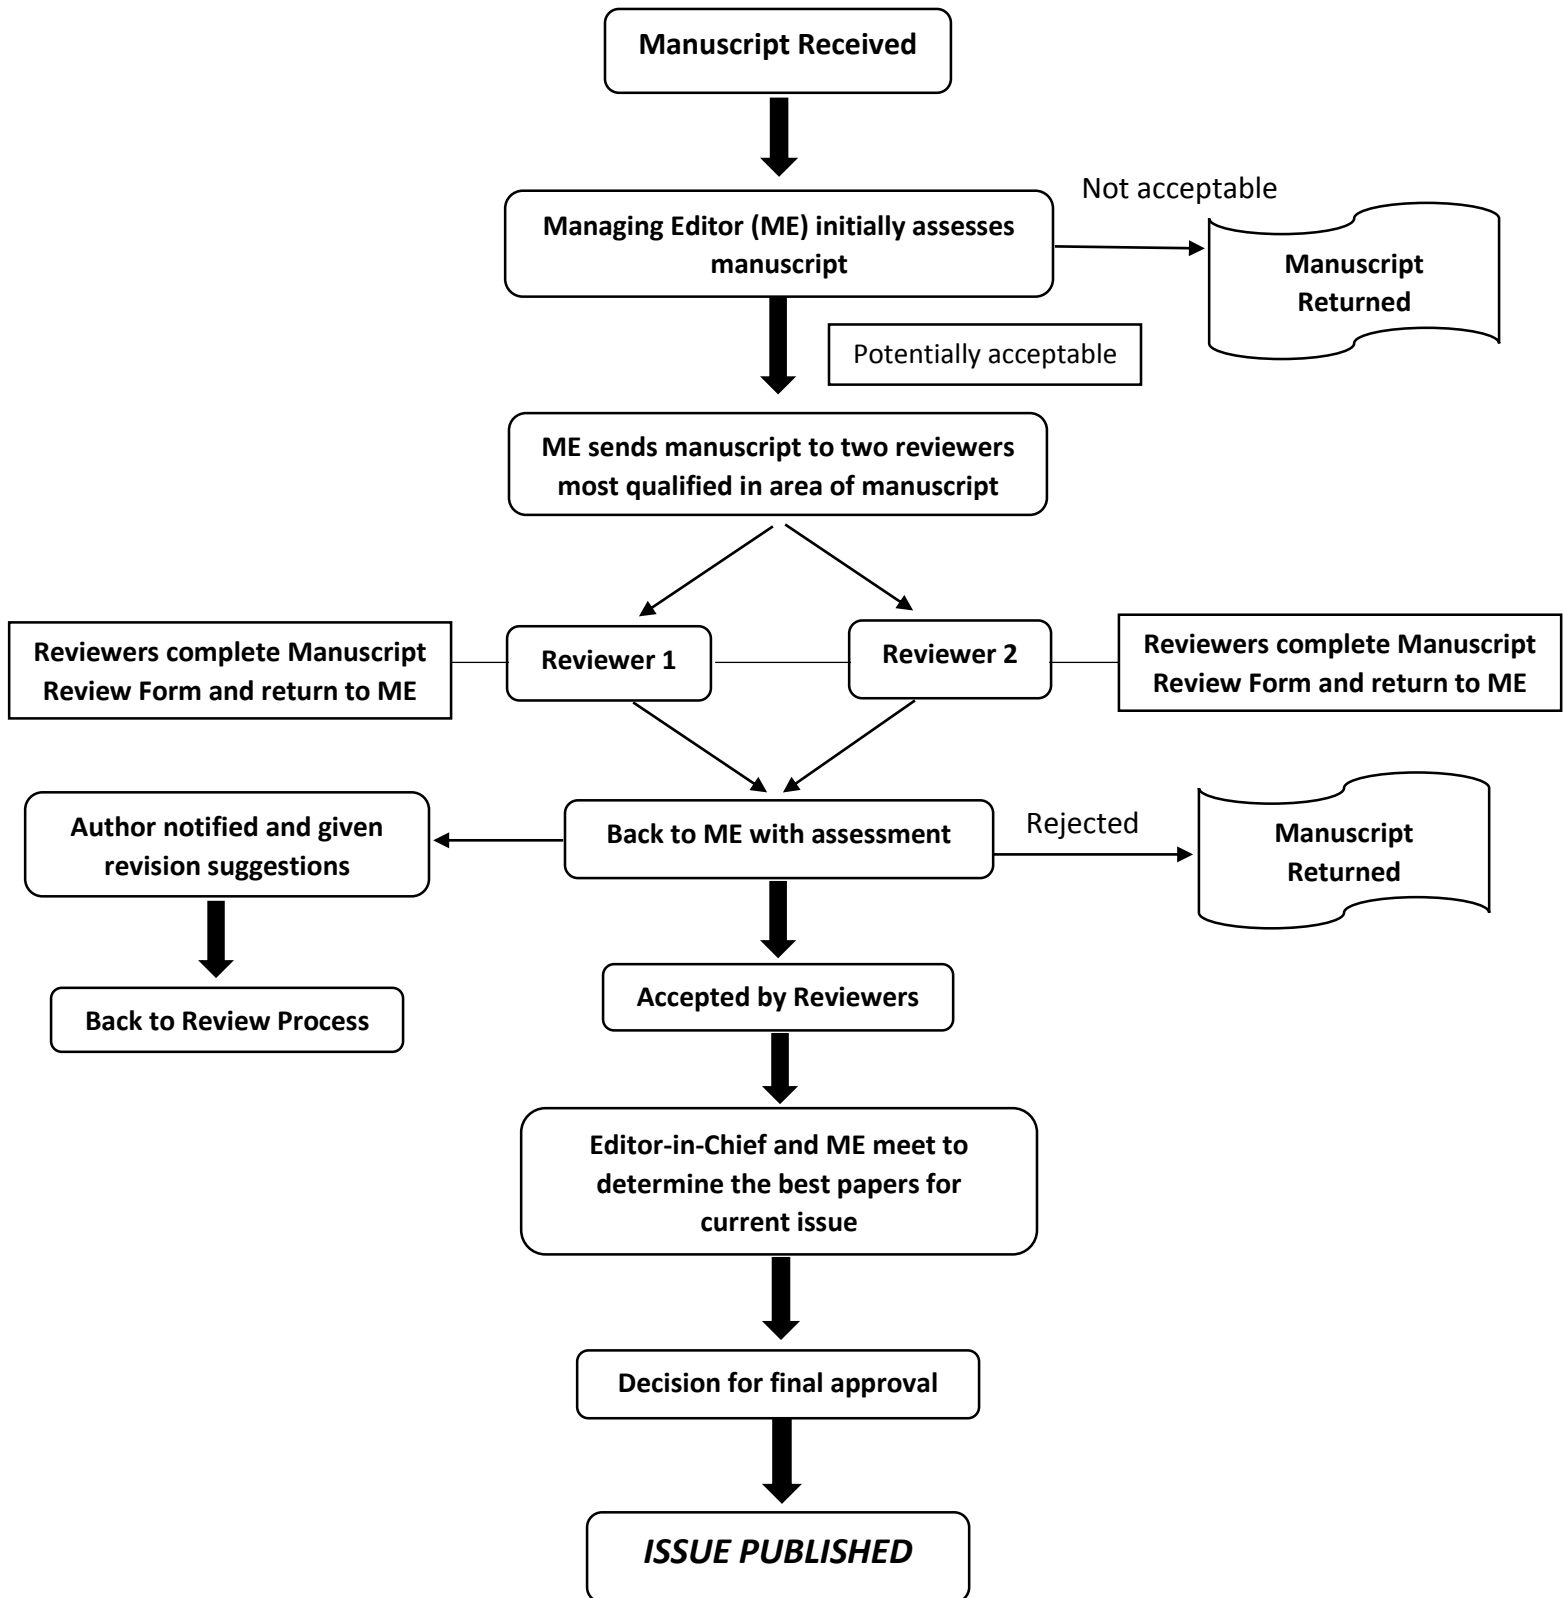 Manuscript Received
Not acceptable
Managing Editor (ME) initially assesses
manuscript
Manuscript
Returned
Potentially acceptable
ME sends manuscript to two reviewers
most qualified in area of manuscript
Reviewers complete Manuscript
Review Form and return to ME
Reviewer 1
Reviewer 2
Reviewers complete Manuscript
Review Form and return to ME
Author notified and given
revision suggestions
Back to ME with assessment
Rejected
Manuscript
Returned
Accepted by Reviewers
Back to Review Process
Editor-in-Chief and ME meet to
determine the best papers for
current issue
Decision for final approval
ISSUE PUBLISHED